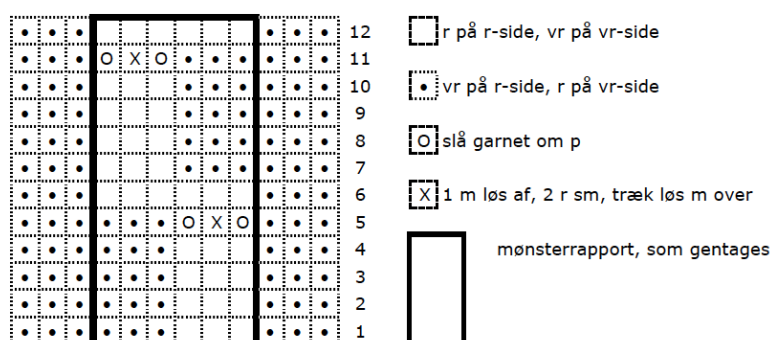 • • • • • • 12
• • • O X O • • • • • • 11
• • • • • • • • • 10
• • • • • • • • • 9
• • • • • • • • • 8
• • • • • • • • • 7
• • • • • • 6
• • • • • • O X O • • • 5
• • • • • • • • • 4
• • • • • • • • • 3
• • • • • • • • • 2
• • • • • • • • • 1
r på r-side, vr på vr-side
• vr på r-side, r på vr-side
O slå garnet om p
X 1 m løs af, 2 r sm, træk løs m over
mønsterrapport, som gentages